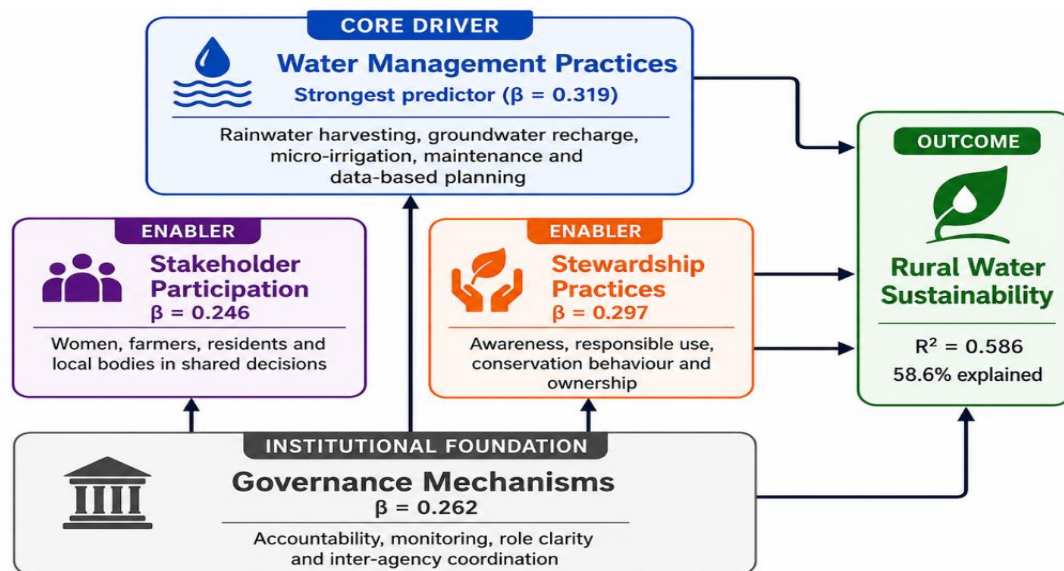 CORE DRIVER
Water Management Practices
Strongest predictor (β = 0.319)
Rainwater harvesting, groundwater recharge,
micro-irrigation, maintenance and
data-based planning
ENABLER
Stakeholder
Participation
β = 0.246
Women, farmers, residents and
local bodies in shared decisions
ENABLER
Stewardship
Practices
β = 0.297
Awareness, responsible use,
conservation behaviour and
ownership
OUTCOME
Rural Water
Sustainability
R² = 0.586
58.6% explained
INSTITUTIONAL FOUNDATION
Governance Mechanisms
β = 0.262
Accountability, monitoring, role clarity
and inter-agency coordination